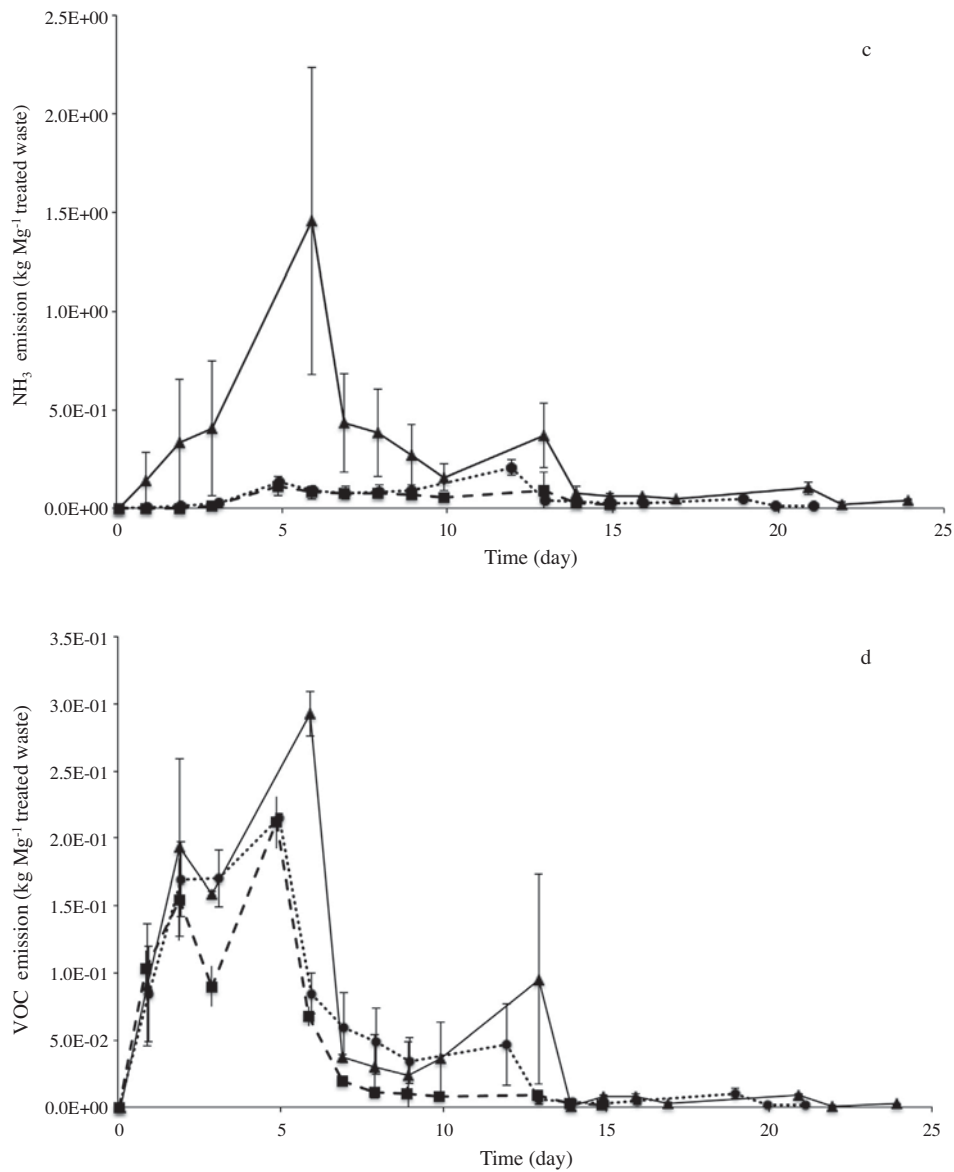 c
2.5E+00
2.0E+00
1.5E+00
1.0E+00
5.0E-01
0.0E+00
NH₃ emission (kg Mg⁻¹ treated waste)
0 5 10 15 20 25
Time (day)
d
3.5E-01
3.0E-01
2.5E-01
2.0E-01
1.5E-01
1.0E-01
5.0E-02
0.0E+00
VOC emission (kg Mg⁻¹ treated waste)
0 5 10 15 20 25
Time (day)